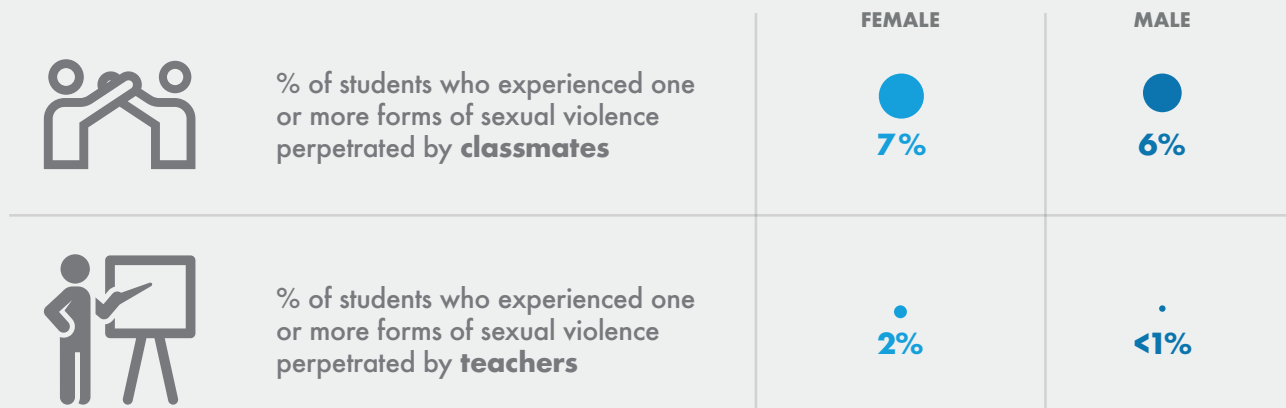 FEMALE
MALE
% of students who experienced one
or more forms of sexual violence
perpetrated by classmates
7%
6%
% of students who experienced one
or more forms of sexual violence
perpetrated by teachers
2%
<1%